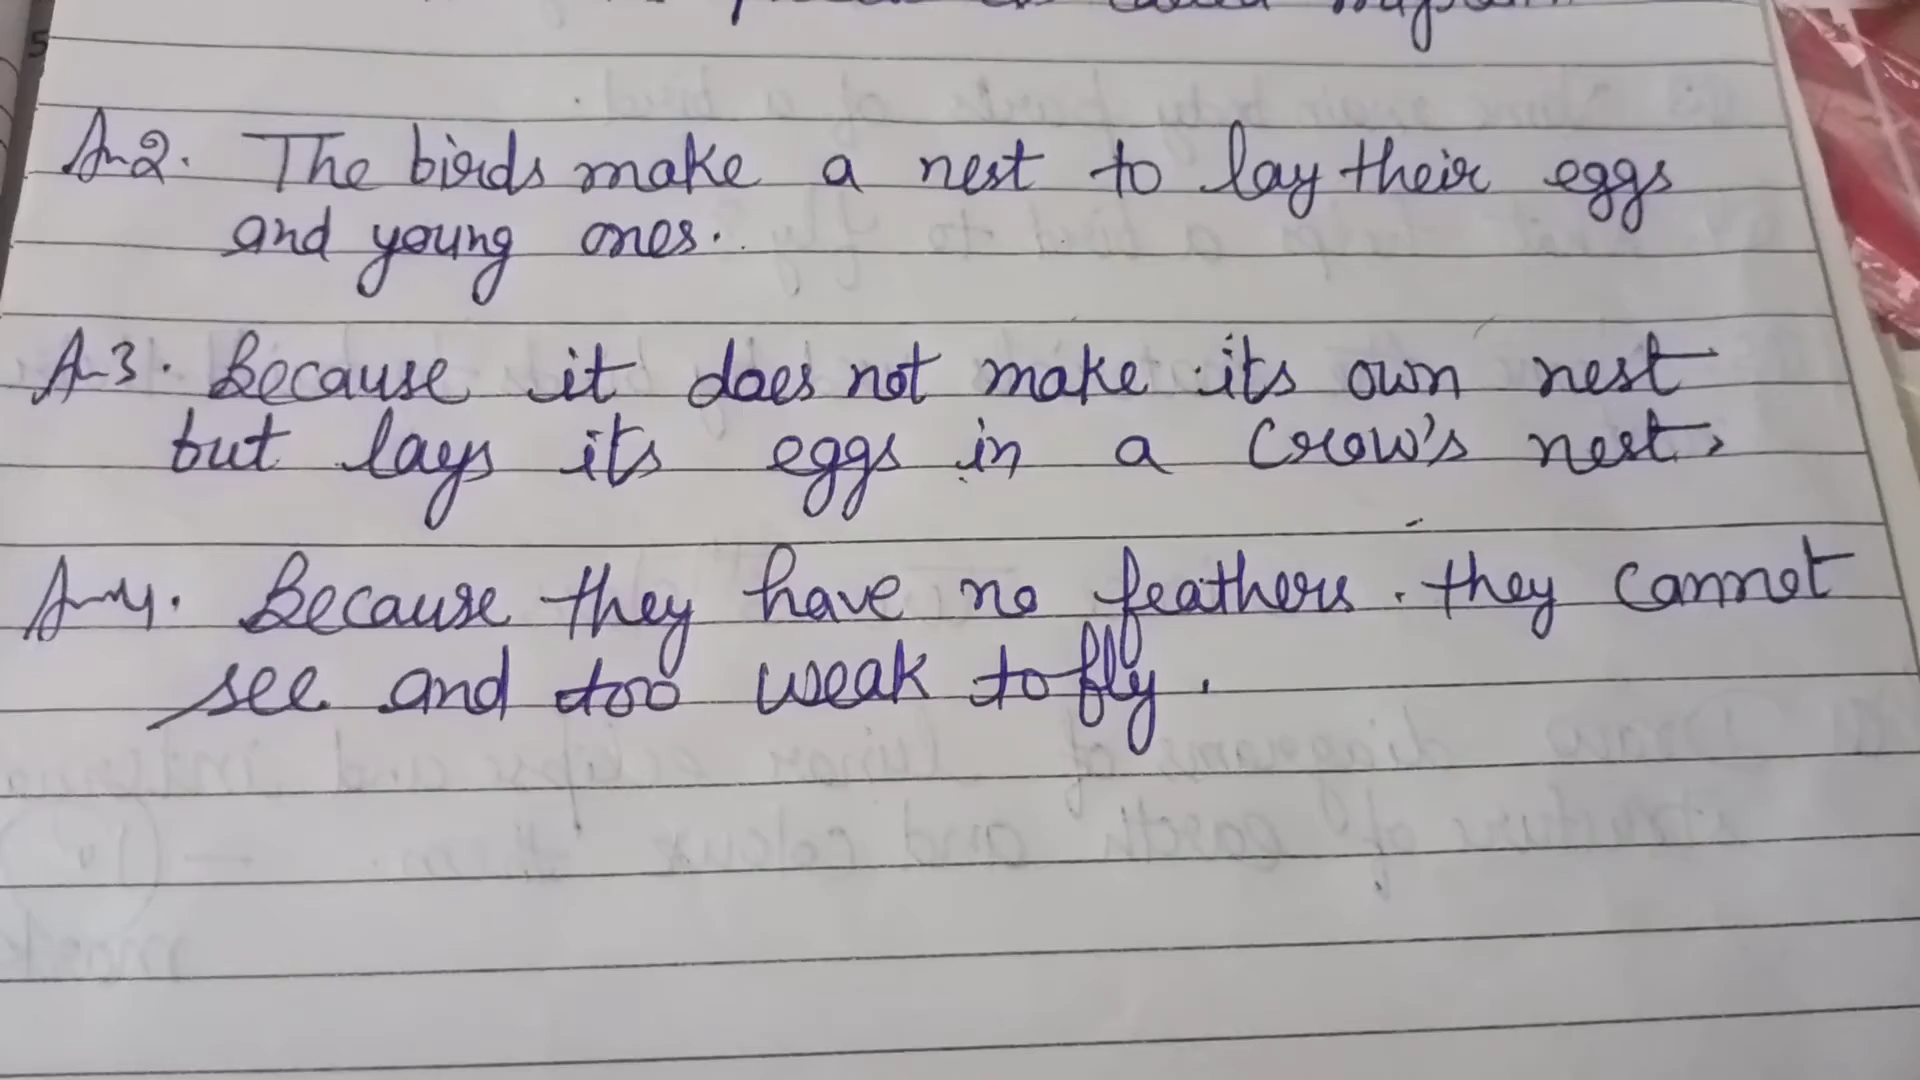 called
A-2. The birds make a nest to lay their eggs
and young ones.
A-3. Because it does not make its own nest
but lays its eggs in a Crow's nest.
A-4. Because they have no feathers. they cannot
see and too weak to fly.